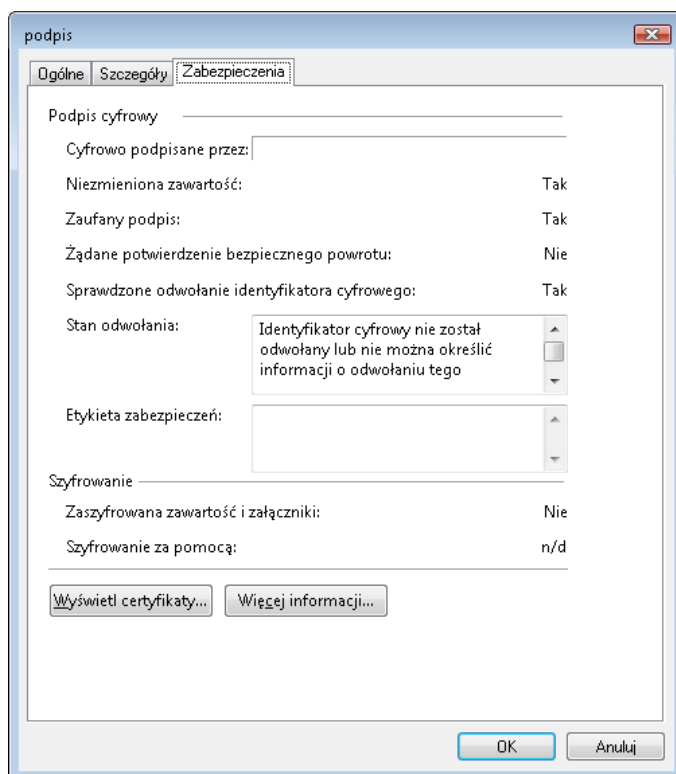 podpis
Ogólne Szczegóły Zabezpieczenia
Podpis cyfrowy
Cyfrowo podpisane przez:
Niezmieniona zawartość: Tak
Zaufany podpis: Tak
Żądane potwierdzenie bezpiecznego powrotu: Nie
Sprawdzone odwołanie identyfikatora cyfrowego: Tak
Stan odwołania: Identyfikator cyfrowy nie został
odwołany lub nie można określić
informacji o odwołaniu tego
Etykieta zabezpieczeń:
Szyfrowanie
Zaszyfrowana zawartość i załączniki: Nie
Szyfrowanie za pomocą: n/d
Wyświetl certyfikaty... Więcej informacji...
OK Anuluj